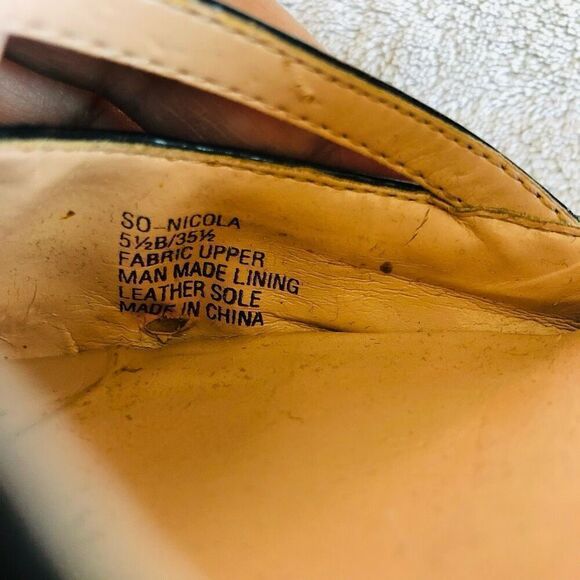 SO-NICOLA
5½B/35½
FABRIC UPPER
MAN MADE LINING
LEATHER SOLE
MADE IN CHINA